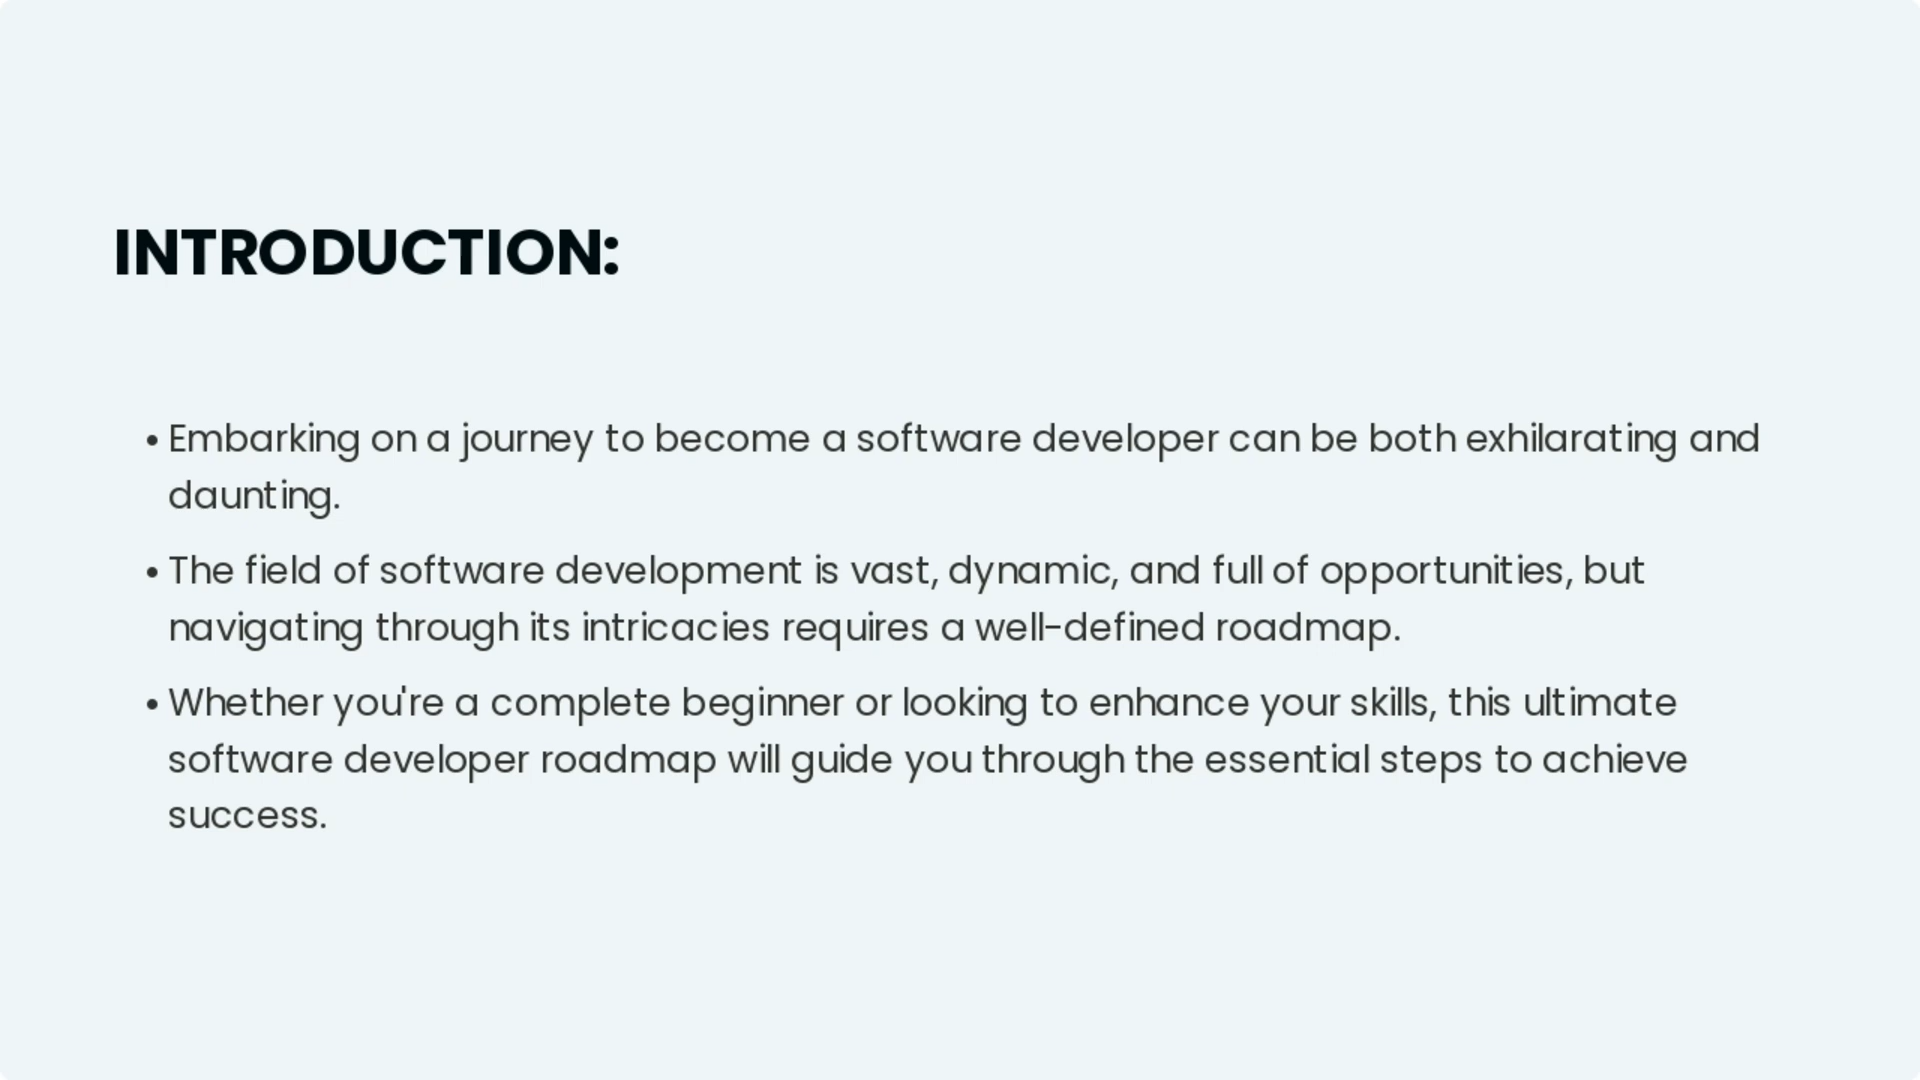 INTRODUCTION:
• Embarking on a journey to become a software developer can be both exhilarating and
daunting.
• The field of software development is vast, dynamic, and full of opportunities, but
navigating through its intricacies requires a well-defined roadmap.
• Whether you're a complete beginner or looking to enhance your skills, this ultimate
software developer roadmap will guide you through the essential steps to achieve
success.